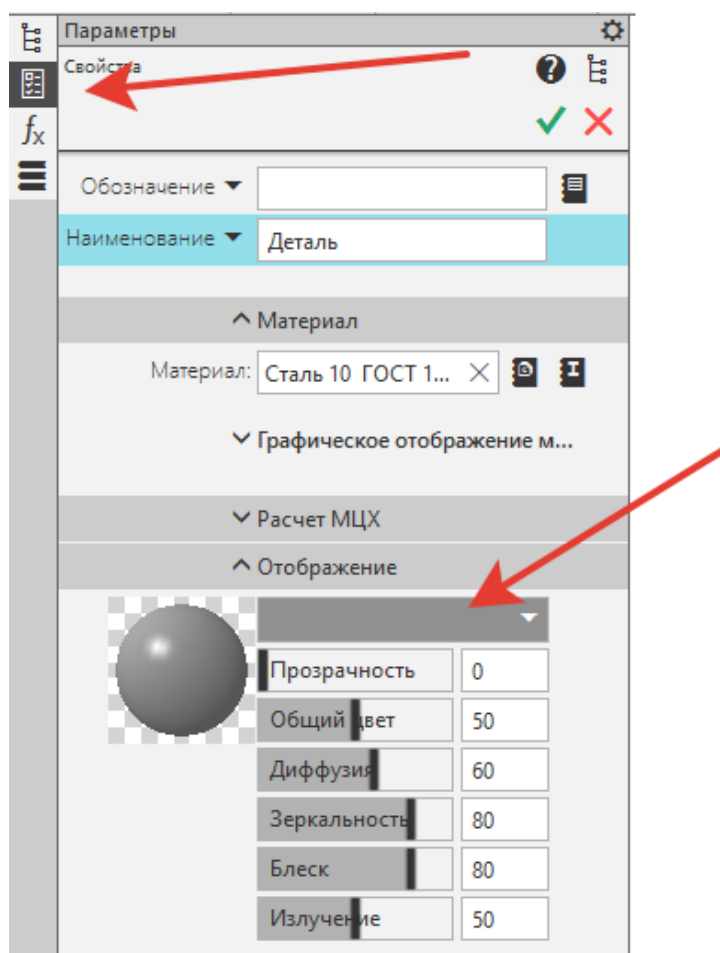 Параметры
Свойства
fx
Обозначение
Наименование Деталь
Материал
Материал: Сталь 10 ГОСТ 1...
Графическое отображение м...
Расчет МЦХ
Отображение
Прозрачность 0
Общий цвет 50
Диффузия 60
Зеркальность 80
Блеск 80
Излучение 50